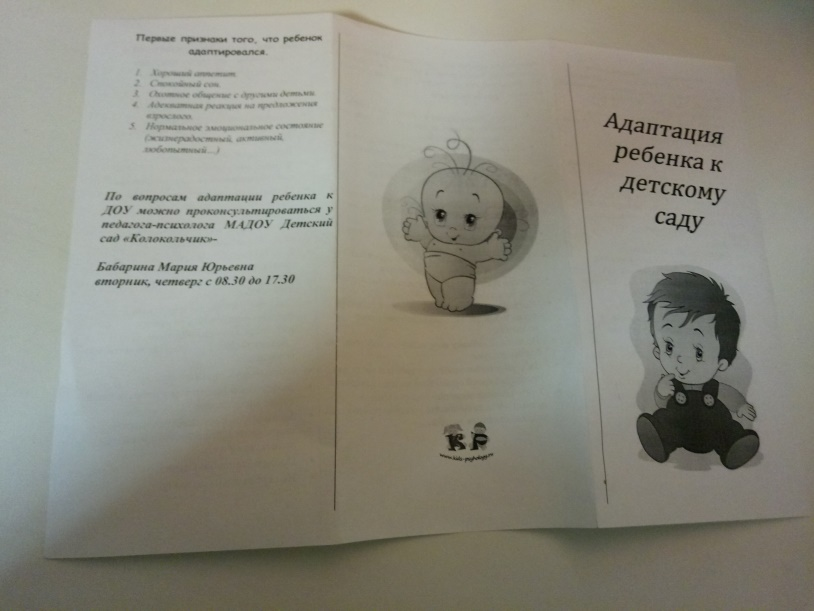 Первые признаки того, что ребенок
адаптировался.
1. Хороший аппетит.
2. Спокойный сон.
3. Охотное общение с другими детьми.
4. Адекватная реакция на предложения
взрослого.
5. Нормальное эмоциональное состояние
(жизнерадостный, активный,
любопытный...)
По вопросам адаптации ребенка к
ДОУ можно проконсультироваться у
педагога-психолога МАДОУ Детский
сад «Колокольчик»-
Бабарина Мария Юрьевна
вторник, четверг с 08.30 до 17.30
KP
Адаптация
ребенка к
детскому
саду